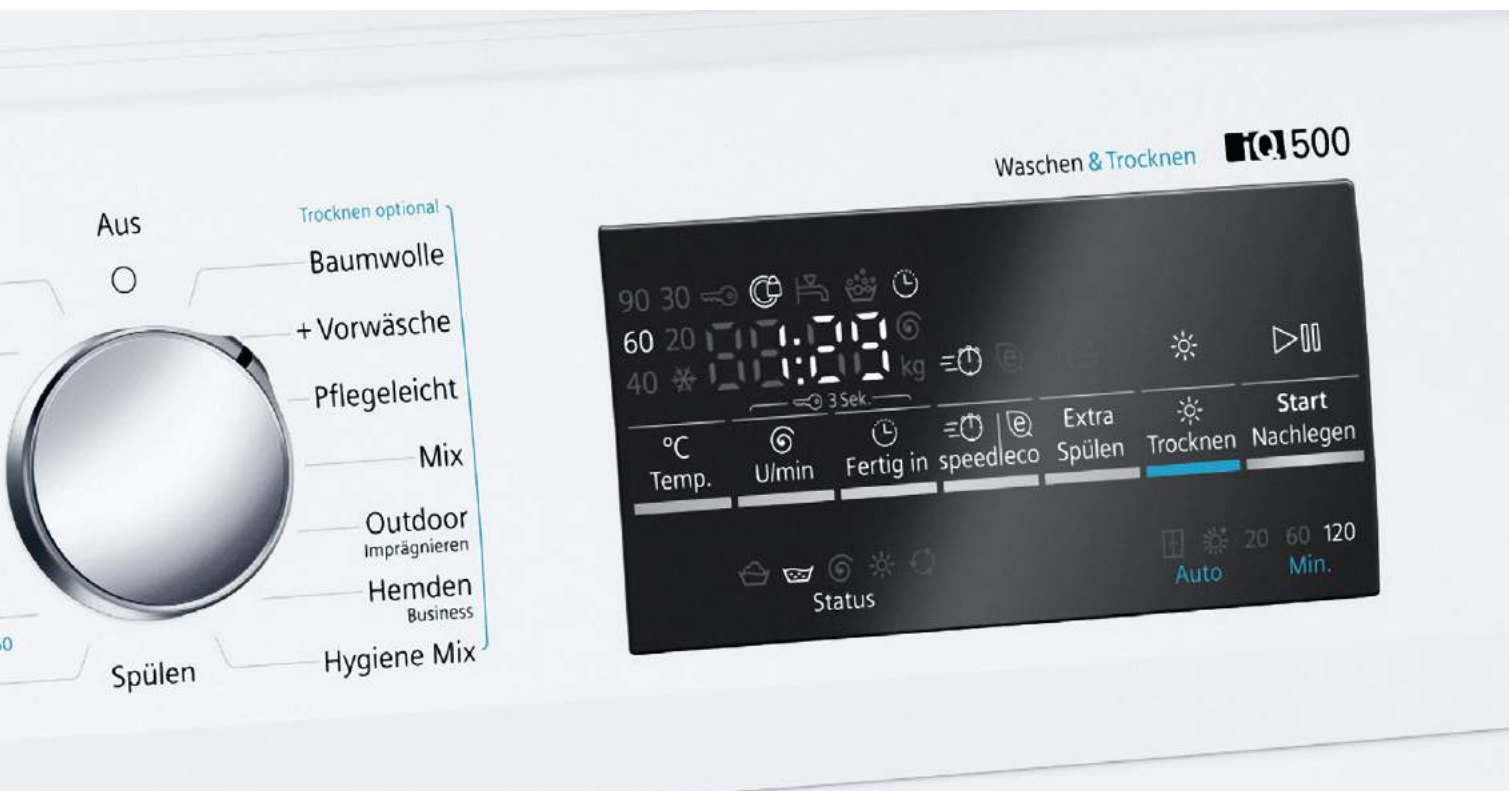 Waschen & Trocknen iQ 500
Aus
Trocknen optional
Baumwolle
+ Vorwäsche
Pflegeleicht
Mix
Outdoor
Imprägnieren
Hemden
Business
Hygiene Mix
Spülen
90 30
60 20 1:29
40 kg
3 Sek.
°C
Temp.
U/min
Fertig in
e
speed eco
Extra
Spülen
Trocknen
Start
Nachlegen
Status
20 60 120
Auto Min.